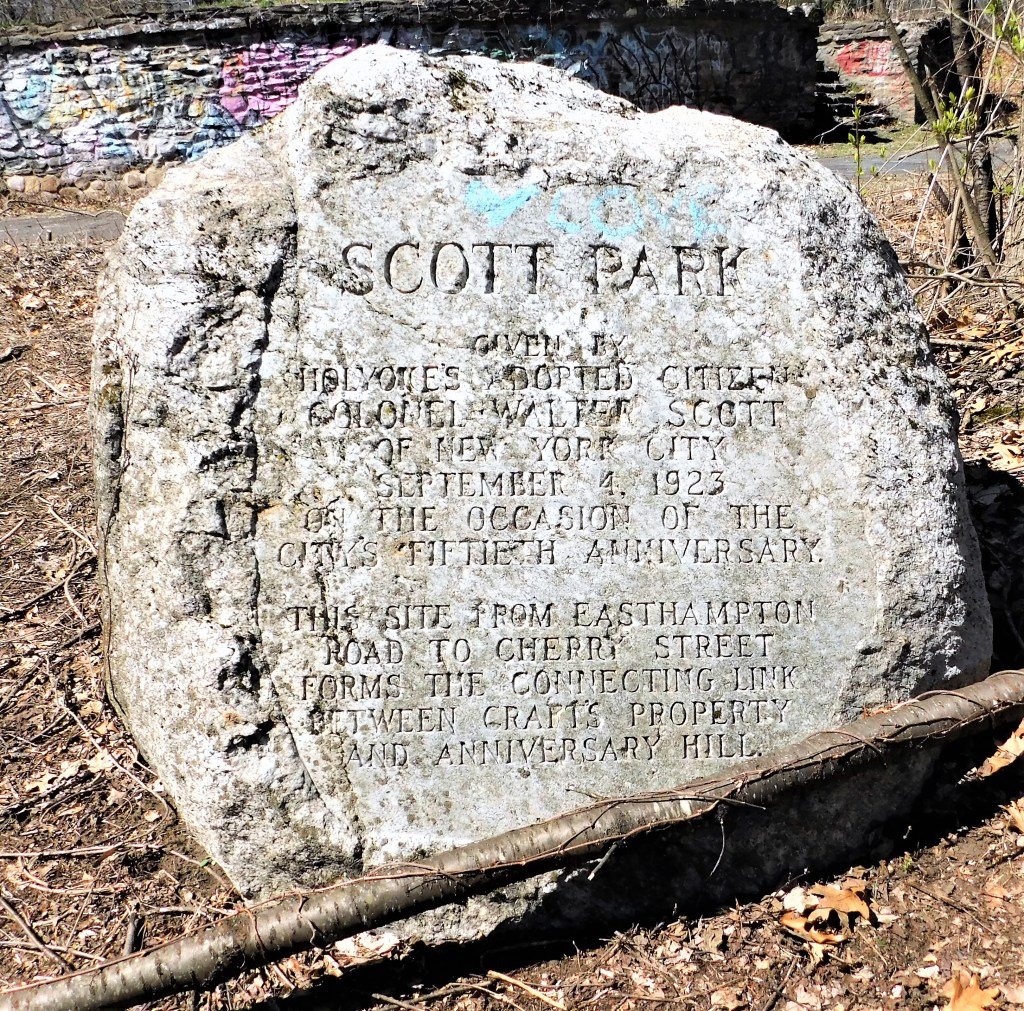 LOVE
SCOTT PARK
GIVEN BY
HOLYOKE'S ADOPTED CITIZEN
COLONEL WALTER SCOTT
OF NEW YORK CITY
SEPTEMBER 4, 1923
ON THE OCCASION OF THE
CITY'S FIFTIETH ANNIVERSARY.
THIS SITE FROM EASTHAMPTON
ROAD TO CHERRY STREET
FORMS THE CONNECTING LINK
BETWEEN CRAFTS PROPERTY
AND ANNIVERSARY HILL.